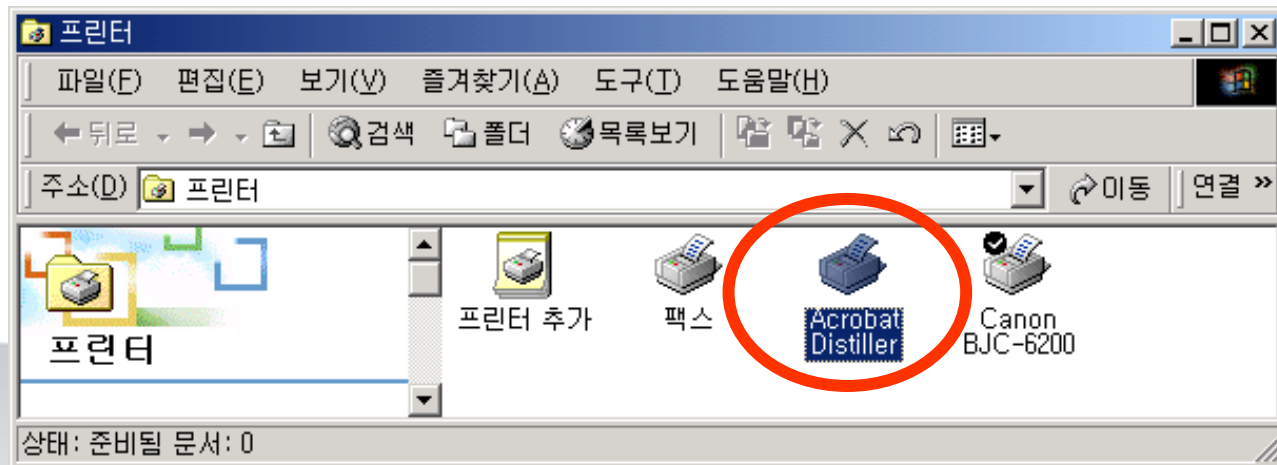 프린터
파일(F) 편집(E) 보기(V) 즐겨찾기(A) 도구(T) 도움말(H)
뒤로 검색 폴더 목록보기
주소(D) 프린터 이동 연결 »
프린터
프린터 추가
팩스
Acrobat
Distiller
Canon
BJC-6200
상태: 준비됨 문서: 0